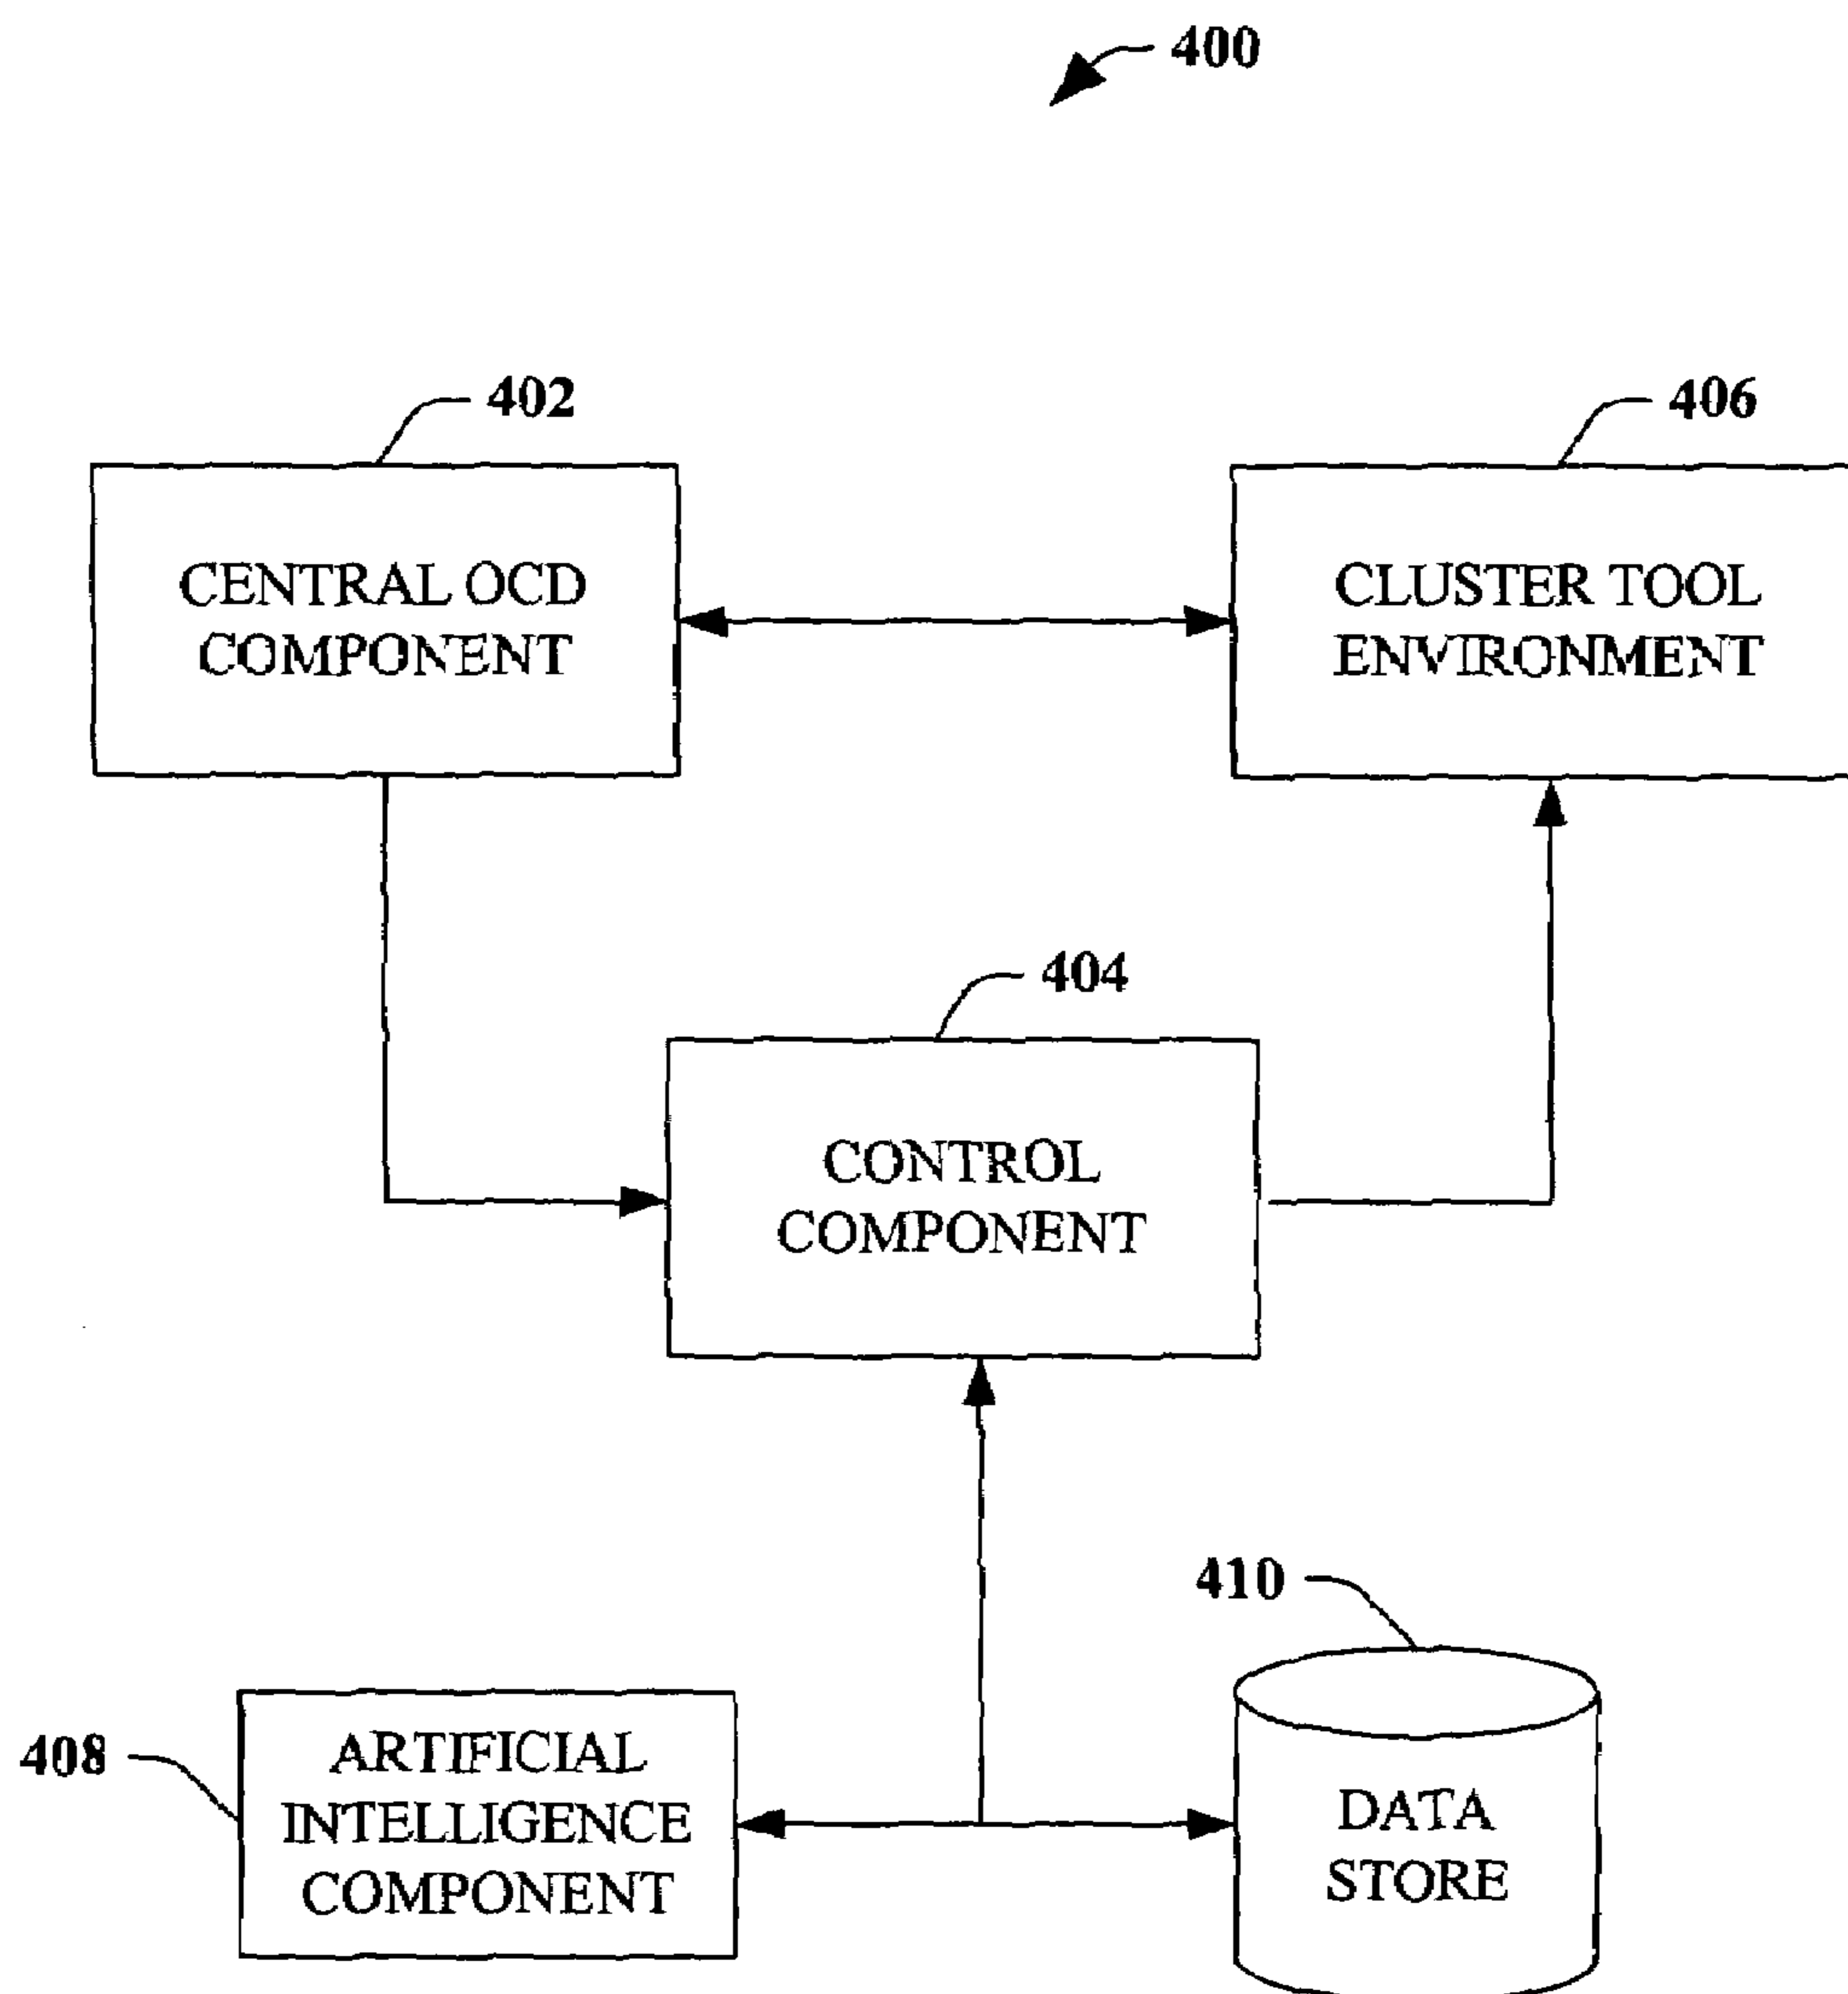 400
402
406
CENTRAL OCD
COMPONENT
CLUSTER TOOL
ENVIRONMENT
404
CONTROL
COMPONENT
410
408
ARTIFICIAL
INTELLIGENCE
COMPONENT
DATA
STORE